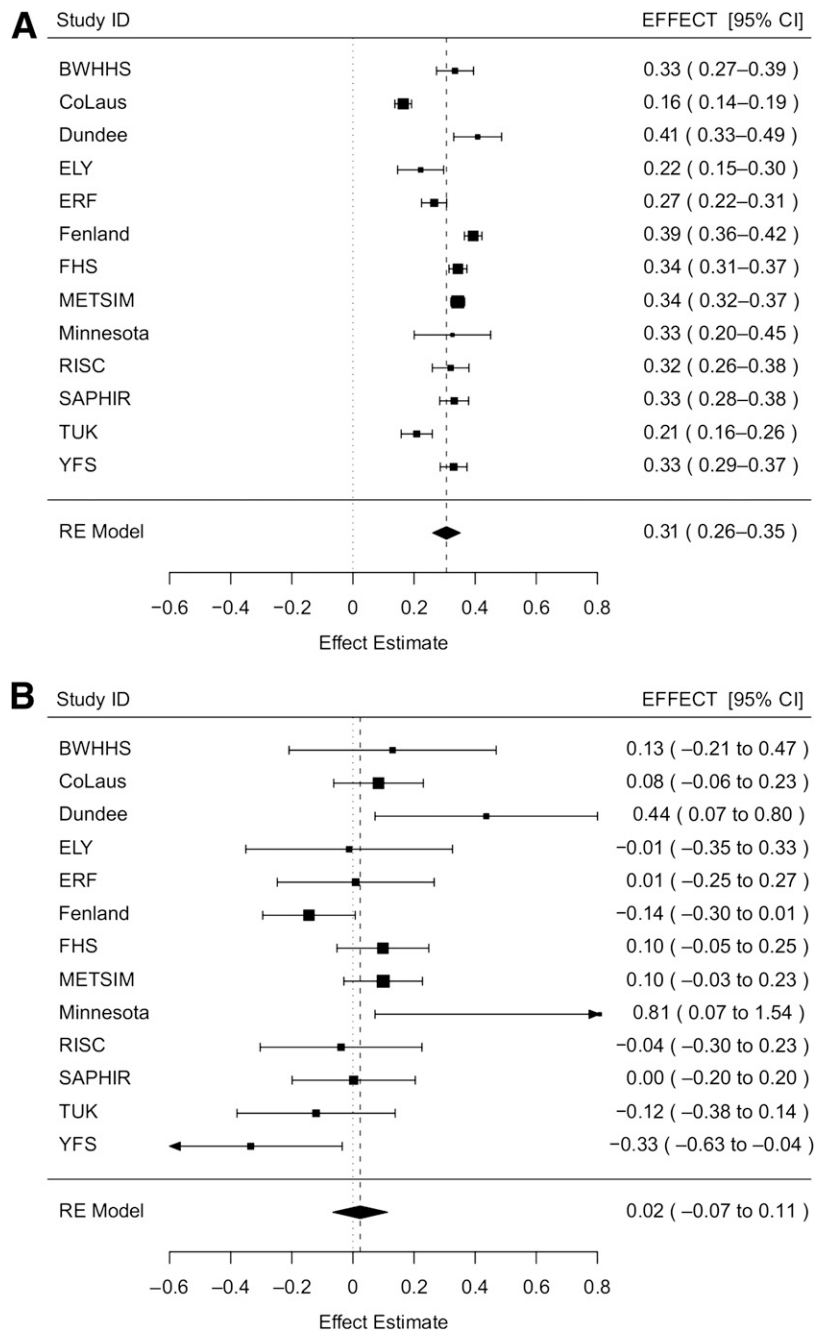 A Study ID EFFECT [95% CI]
BWHHS 0.33 ( 0.27–0.39 )
CoLaus 0.16 ( 0.14–0.19 )
Dundee 0.41 ( 0.33–0.49 )
ELY 0.22 ( 0.15–0.30 )
ERF 0.27 ( 0.22–0.31 )
Fenland 0.39 ( 0.36–0.42 )
FHS 0.34 ( 0.31–0.37 )
METSIM 0.34 ( 0.32–0.37 )
Minnesota 0.33 ( 0.20–0.45 )
RISC 0.32 ( 0.26–0.38 )
SAPHIR 0.33 ( 0.28–0.38 )
TUK 0.21 ( 0.16–0.26 )
YFS 0.33 ( 0.29–0.37 )
RE Model 0.31 ( 0.26–0.35 )
−0.6 −0.4 −0.2 0 0.2 0.4 0.6 0.8
Effect Estimate
B Study ID EFFECT [95% CI]
BWHHS 0.13 ( −0.21 to 0.47 )
CoLaus 0.08 ( −0.06 to 0.23 )
Dundee 0.44 ( 0.07 to 0.80 )
ELY −0.01 ( −0.35 to 0.33 )
ERF 0.01 ( −0.25 to 0.27 )
Fenland −0.14 ( −0.30 to 0.01 )
FHS 0.10 ( −0.05 to 0.25 )
METSIM 0.10 ( −0.03 to 0.23 )
Minnesota 0.81 ( 0.07 to 1.54 )
RISC −0.04 ( −0.30 to 0.23 )
SAPHIR 0.00 ( −0.20 to 0.20 )
TUK −0.12 ( −0.38 to 0.14 )
YFS −0.33 ( −0.63 to −0.04 )
RE Model 0.02 ( −0.07 to 0.11 )
−0.6 −0.4 −0.2 0 0.2 0.4 0.6 0.8
Effect Estimate